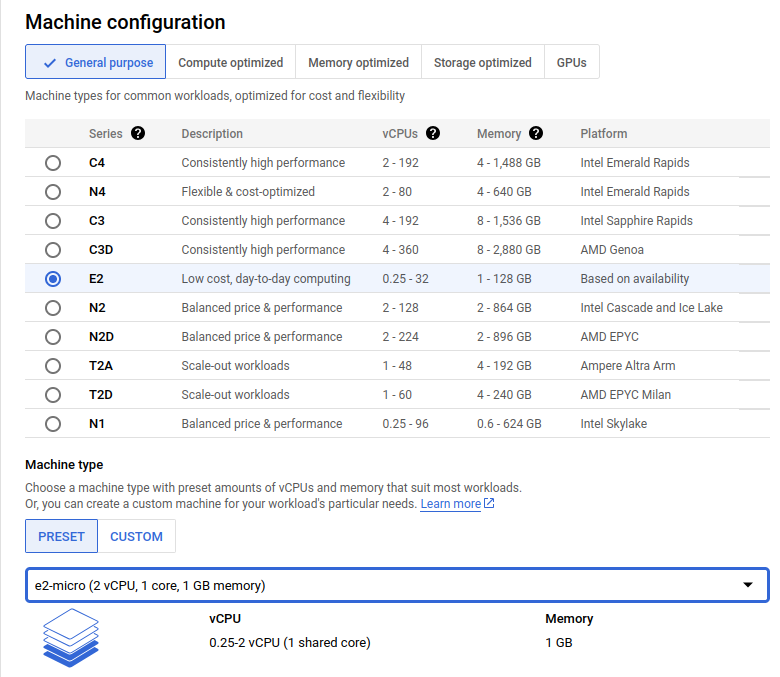 Machine configuration
General purpose Compute optimized Memory optimized Storage optimized GPUs
Machine types for common workloads, optimized for cost and flexibility
Series ? Description vCPUs ? Memory ? Platform
C4 Consistently high performance 2 - 192 4 - 1,488 GB Intel Emerald Rapids
N4 Flexible & cost-optimized 2 - 80 4 - 640 GB Intel Emerald Rapids
C3 Consistently high performance 4 - 192 8 - 1,536 GB Intel Sapphire Rapids
C3D Consistently high performance 4 - 360 8 - 2,880 GB AMD Genoa
E2 Low cost, day-to-day computing 0.25 - 32 1 - 128 GB Based on availability
N2 Balanced price & performance 2 - 128 2 - 864 GB Intel Cascade and Ice Lake
N2D Balanced price & performance 2 - 224 2 - 896 GB AMD EPYC
T2A Scale-out workloads 1 - 48 4 - 192 GB Ampere Altra Arm
T2D Scale-out workloads 1 - 60 4 - 240 GB AMD EPYC Milan
N1 Balanced price & performance 0.25 - 96 0.6 - 624 GB Intel Skylake
Machine type
Choose a machine type with preset amounts of vCPUs and memory that suit most workloads.
Or, you can create a custom machine for your workload's particular needs. Learn more
PRESET CUSTOM
e2-micro (2 vCPU, 1 core, 1 GB memory)
vCPU Memory
0.25-2 vCPU (1 shared core) 1 GB